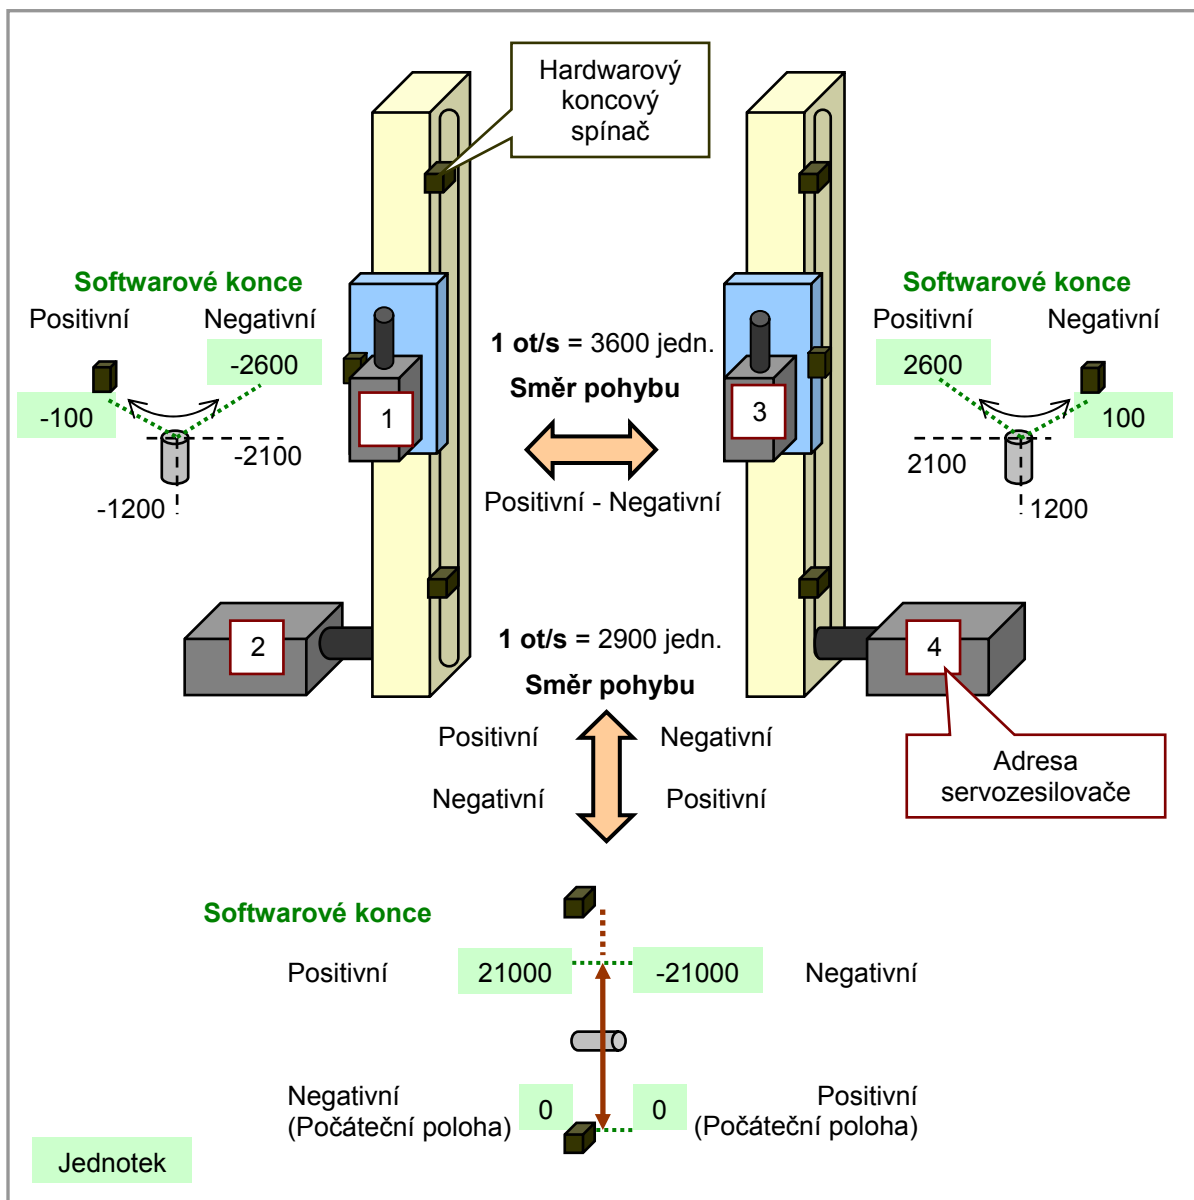 Hardwarový
koncový
spínač
Softwarové konce
Positivní
Negativní
-2600
-100
-2100
-1200
1
1 ot/s = 3600 jedn.
Směr pohybu
Positivní - Negativní
3
Softwarové konce
Positivní
Negativní
2600
100
2100
1200
2
1 ot/s = 2900 jedn.
Směr pohybu
Positivní
Negativní
Negativní
Positivní
4
Adresa
servozesilovače
Softwarové konce
Positivní
21000
-21000
Negativní
Negativní
(Počáteční poloha)
0
0
Positivní
(Počáteční poloha)
Jednotek